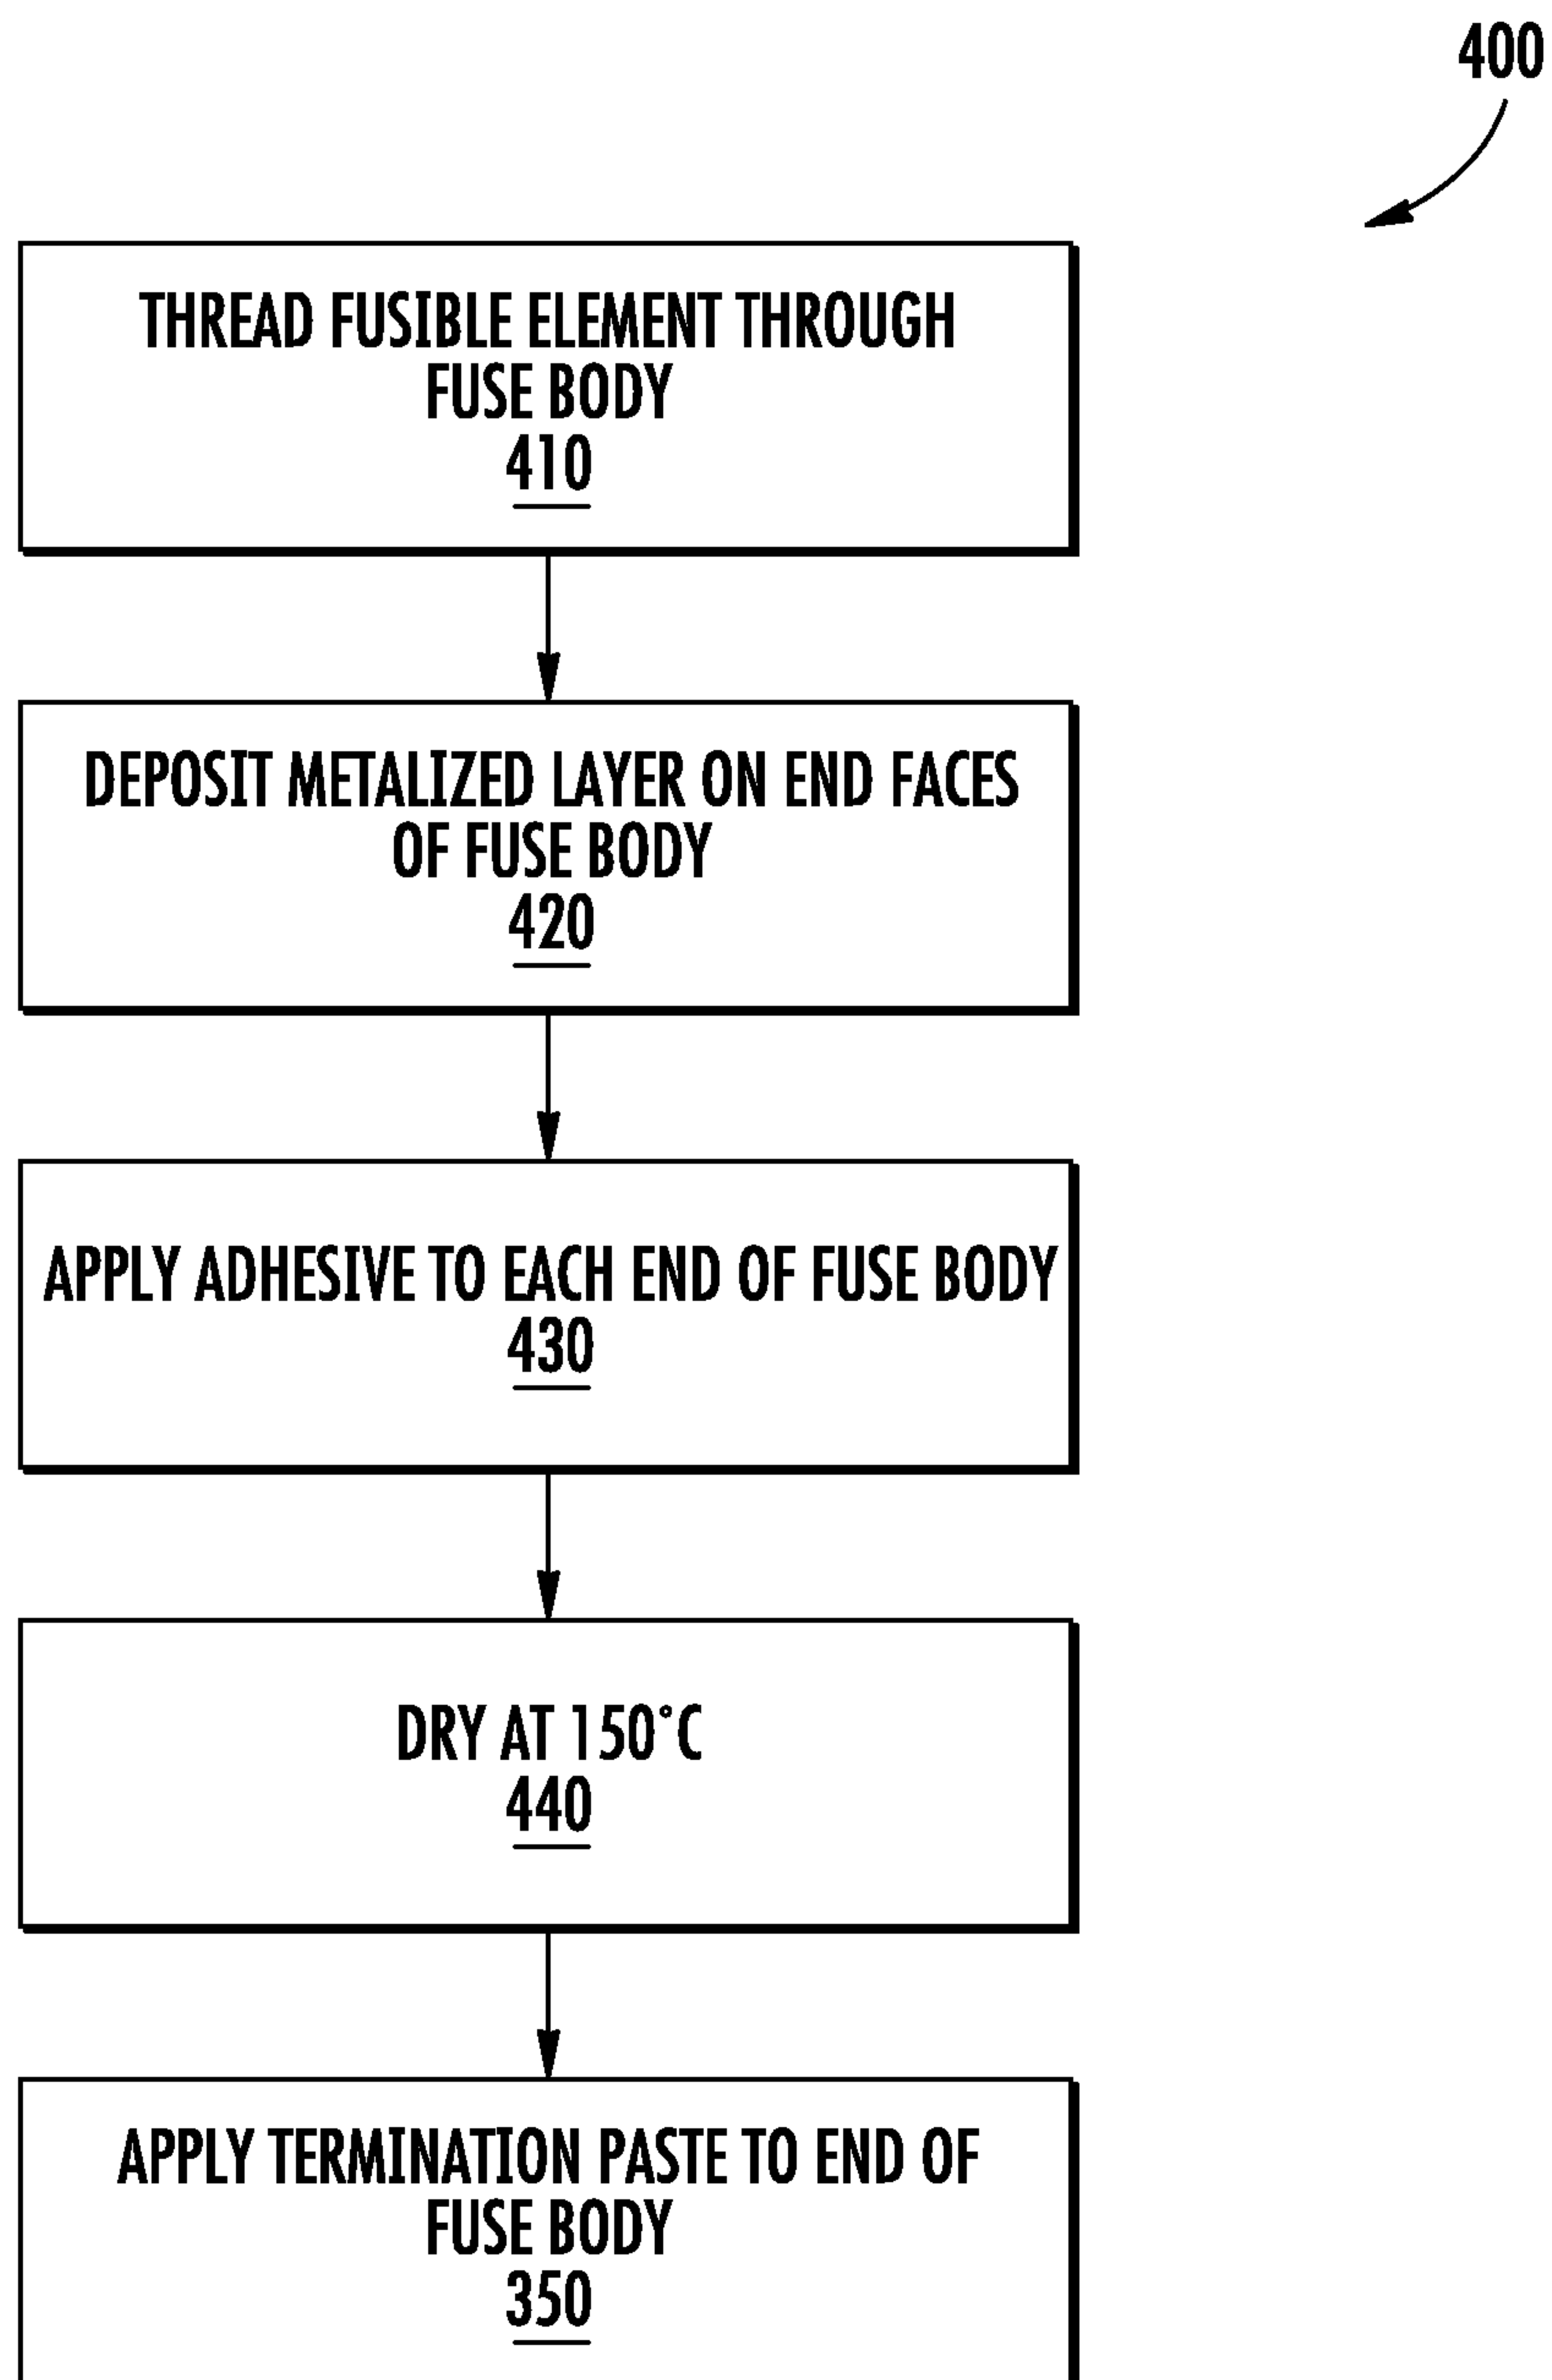 400
THREAD FUSIBLE ELEMENT THROUGH
FUSE BODY
410
DEPOSIT METALIZED LAYER ON END FACES
OF FUSE BODY
420
APPLY ADHESIVE TO EACH END OF FUSE BODY
430
DRY AT 150°C
440
APPLY TERMINATION PASTE TO END OF
FUSE BODY
350